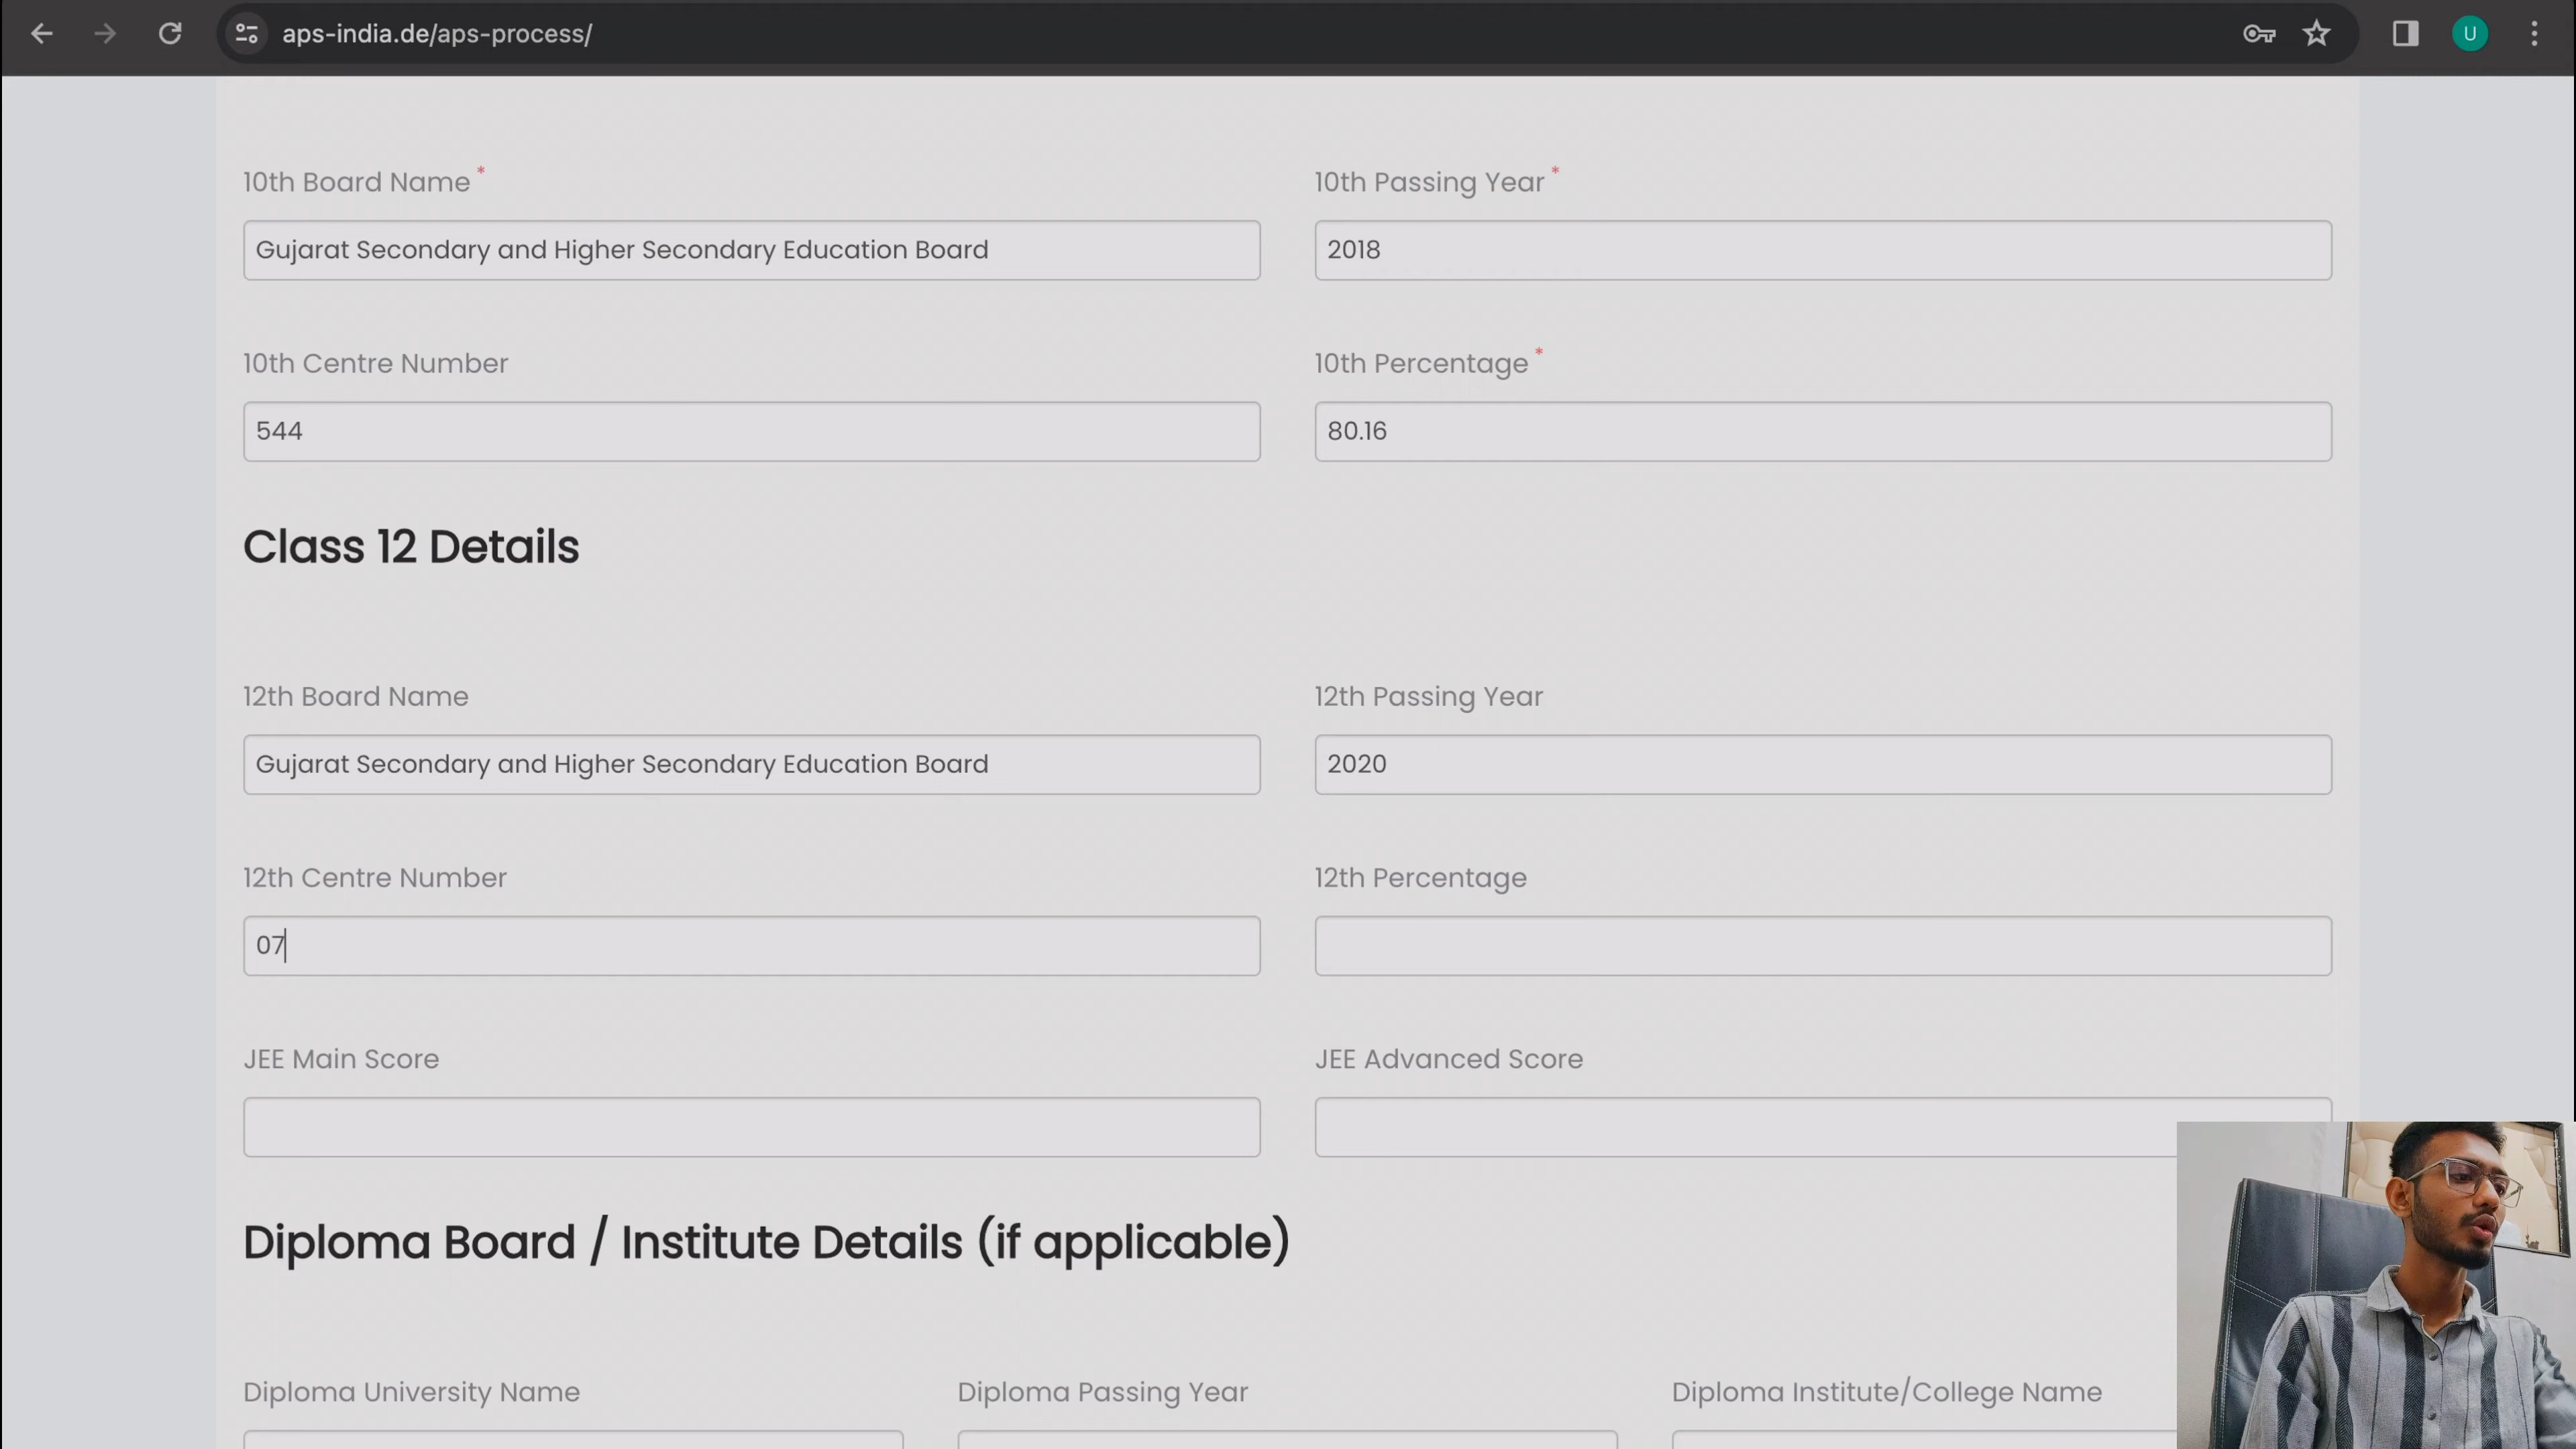 aps-india.de/aps-process/
U
10th Board Name *
10th Passing Year *
Gujarat Secondary and Higher Secondary Education Board
2018
10th Centre Number
10th Percentage *
544
80.16
Class 12 Details
12th Board Name
12th Passing Year
Gujarat Secondary and Higher Secondary Education Board
2020
12th Centre Number
12th Percentage
07
JEE Main Score
JEE Advanced Score
Diploma Board / Institute Details (if applicable)
Diploma University Name
Diploma Passing Year
Diploma Institute/College Name